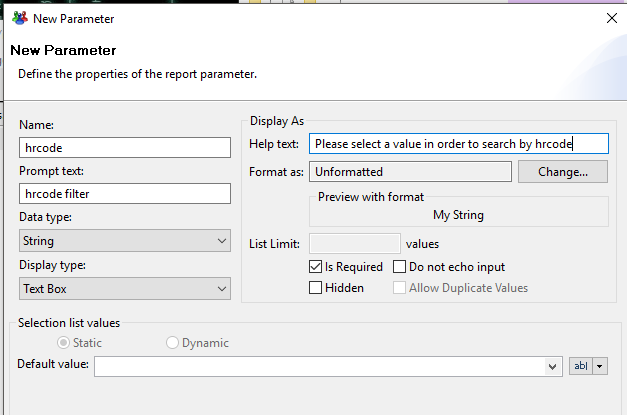 New Parameter
New Parameter
Define the properties of the report parameter.
Name:
hrcode
Prompt text:
hrcode filter
Data type:
String
Display type:
Text Box
Display As
Help text: Please select a value in order to search by hrcode
Format as: Unformatted Change...
Preview with format
My String
List Limit: values
Is Required Do not echo input
Hidden Allow Duplicate Values
Selection list values
Static Dynamic
Default value: ab|